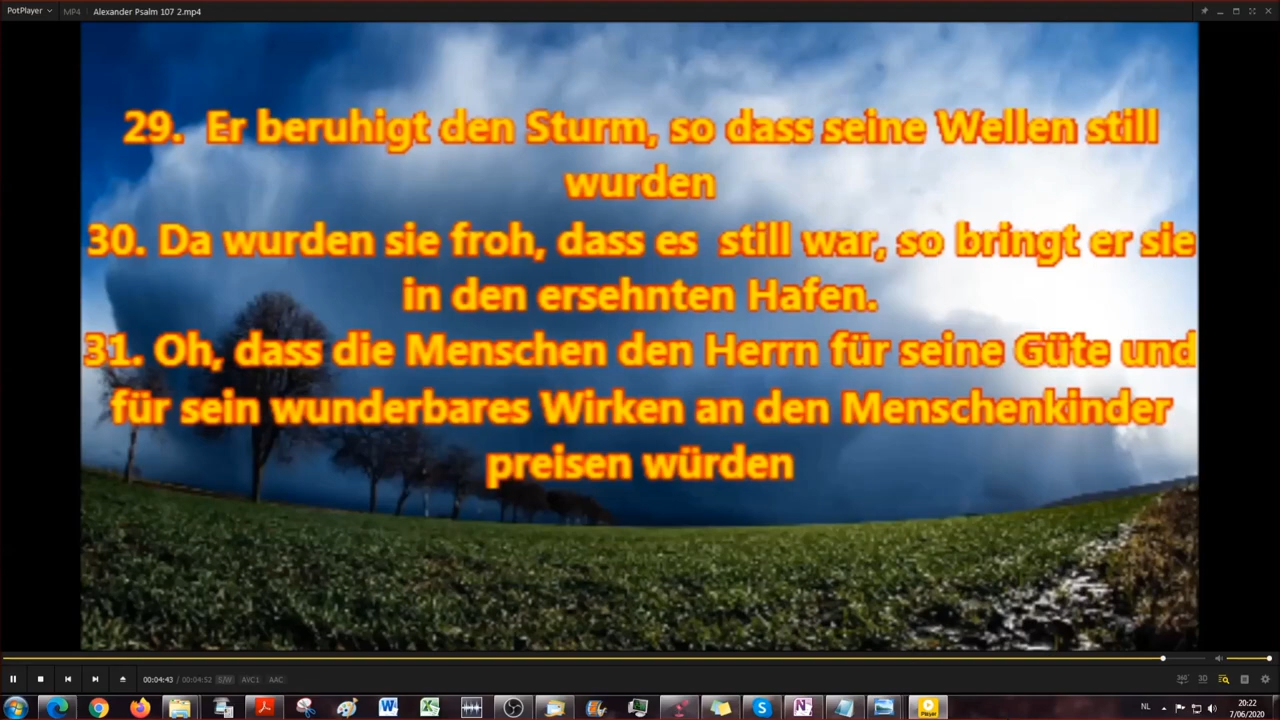 PotPlayer
MP4
Alexander Psalm 107 2.mp4
29. Er beruhigt den Sturm, so dass seine Wellen still
wurden
30. Da wurden sie froh, dass es still war, so bringt er sie
in den ersehnten Hafen.
31. Oh, dass die Menschen den Herrn für seine Güte und
für sein wunderbares Wirken an den Menschenkinder
preisen würden
00:04:43 / 00:04:52 S/W AVC1 AAC
360° 3D
NL
20:22
7/06/2020
Player